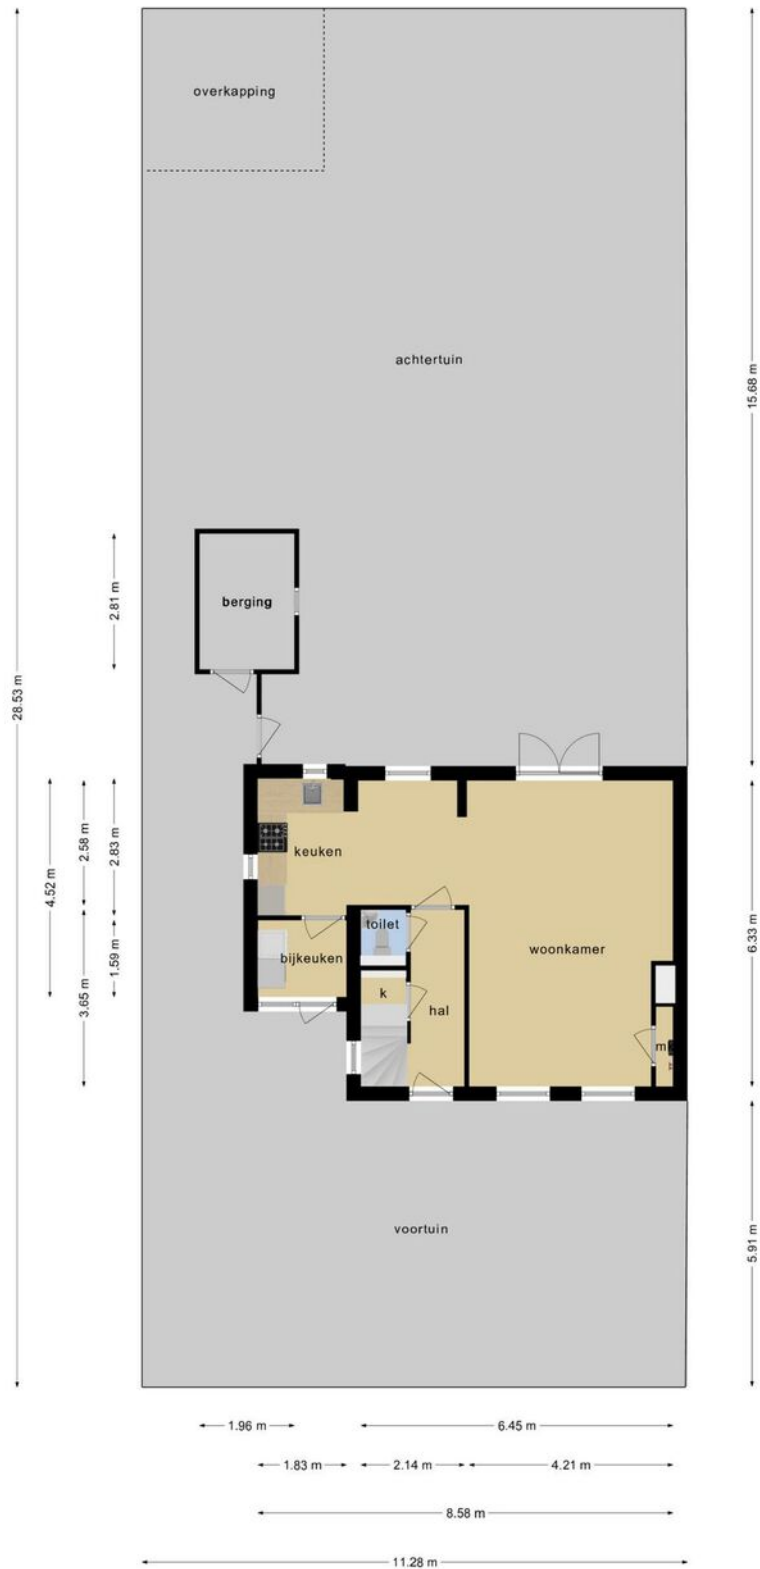 overkapping
achtertuin
15.68 m
berging
2.81 m
28.53 m
keuken
2.58 m
2.83 m
4.52 m
toilet
bijkeuken
1.59 m
3.65 m
k
hal
woonkamer
m
6.33 m
voortuin
5.91 m
1.96 m
6.45 m
1.83 m
2.14 m
4.21 m
8.58 m
11.28 m